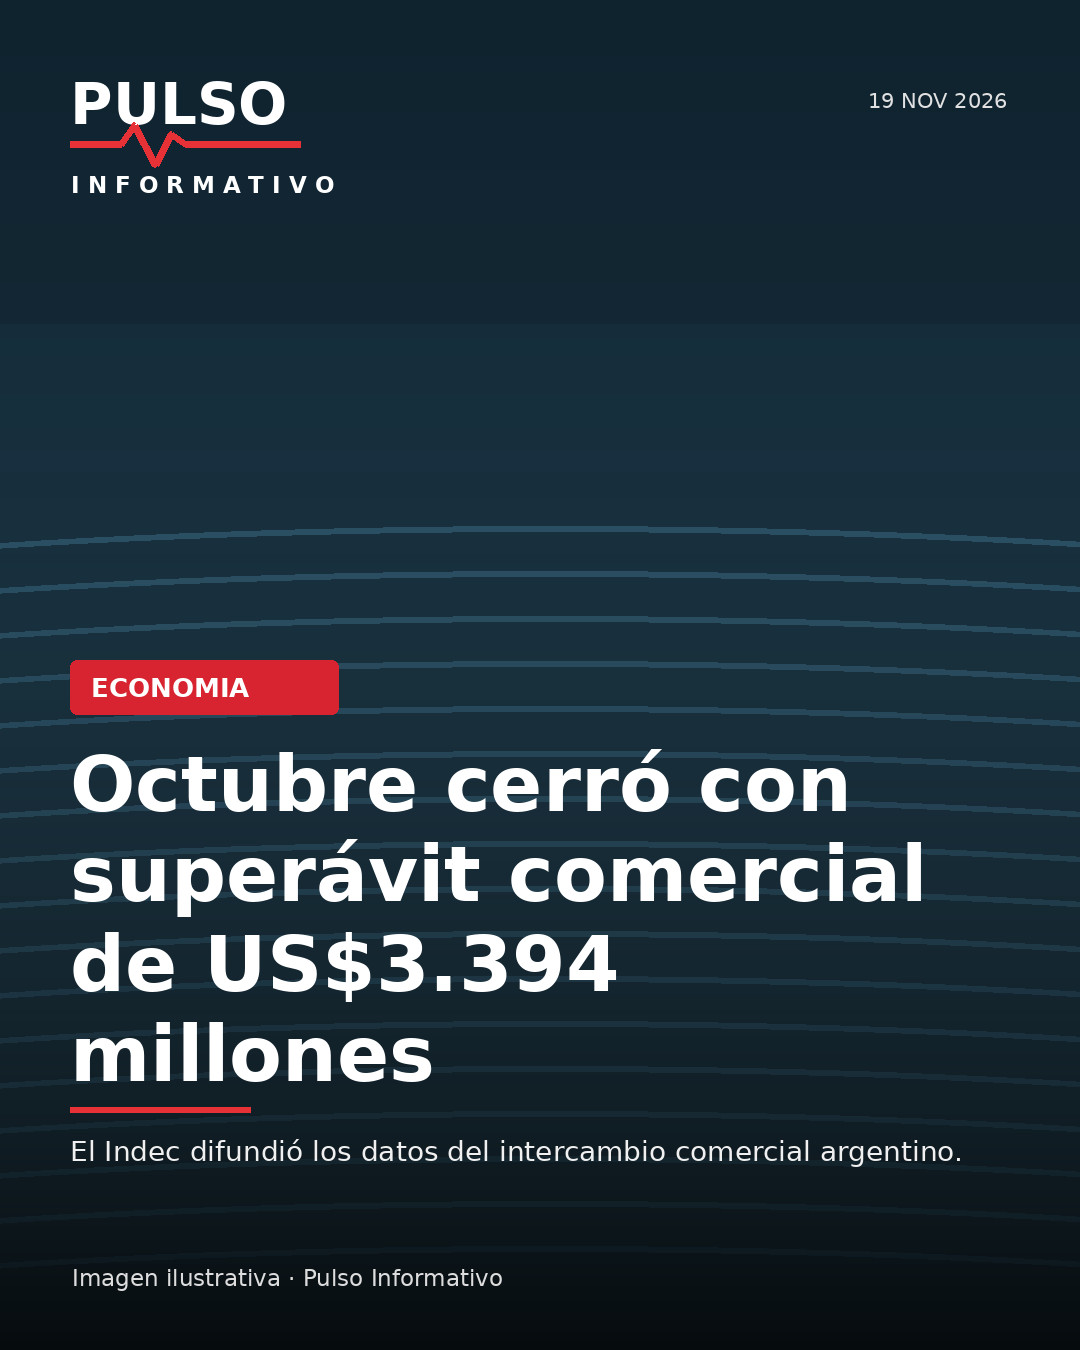 PULSO
INFORMATIVO
19 NOV 2026
ECONOMIA
Octubre cerró con
superávit comercial
de US$3.394
millones
El Indec difundió los datos del intercambio comercial argentino.
Imagen ilustrativa · Pulso Informativo